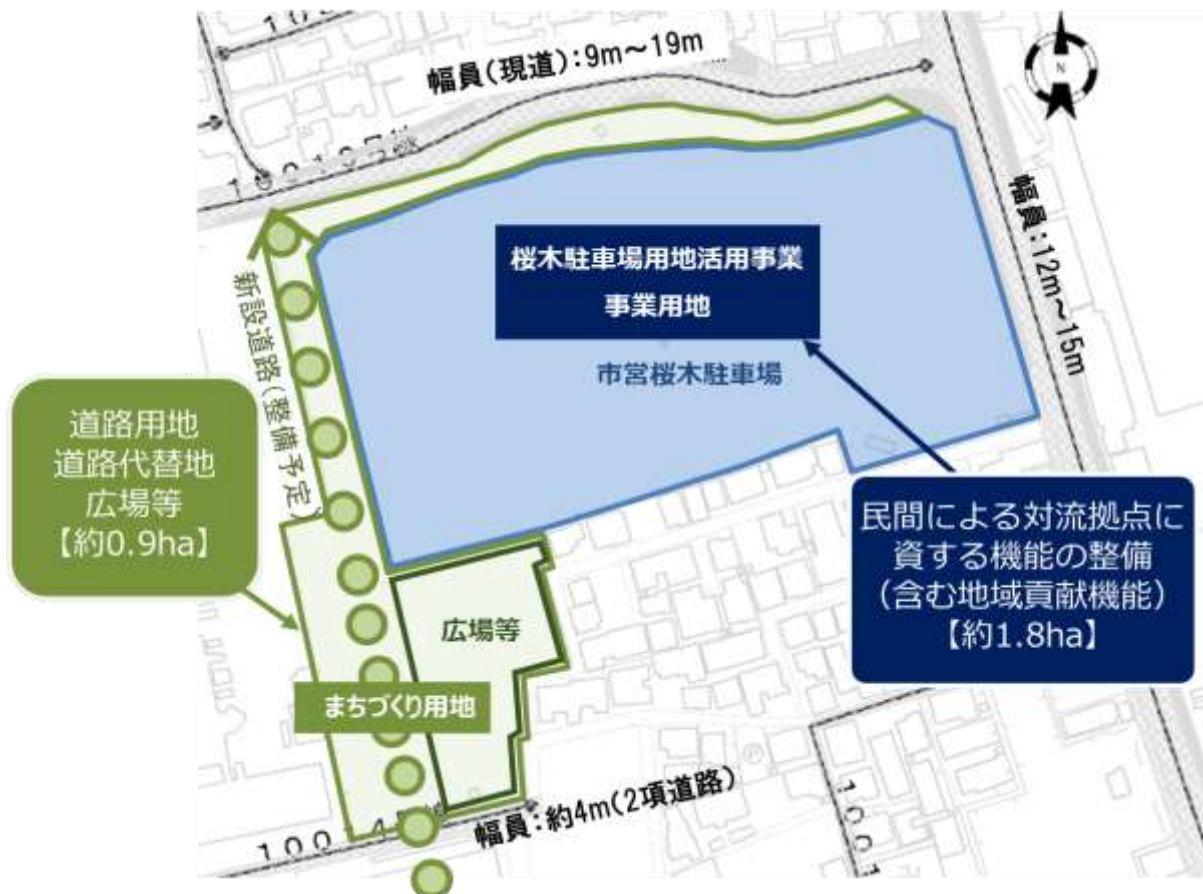 幅員(現道):9m~19m
N
幅員:12m~15m
桜木駐車場用地活用事業
事業用地
市営桜木駐車場
新設道路(整備予定)
道路用地
道路代替地
広場等
【約0.9ha】
民間による対流拠点に
資する機能の整備
(含む地域貢献機能)
【約1.8ha】
広場等
まちづくり用地
幅員:約4m(2項道路)
1001